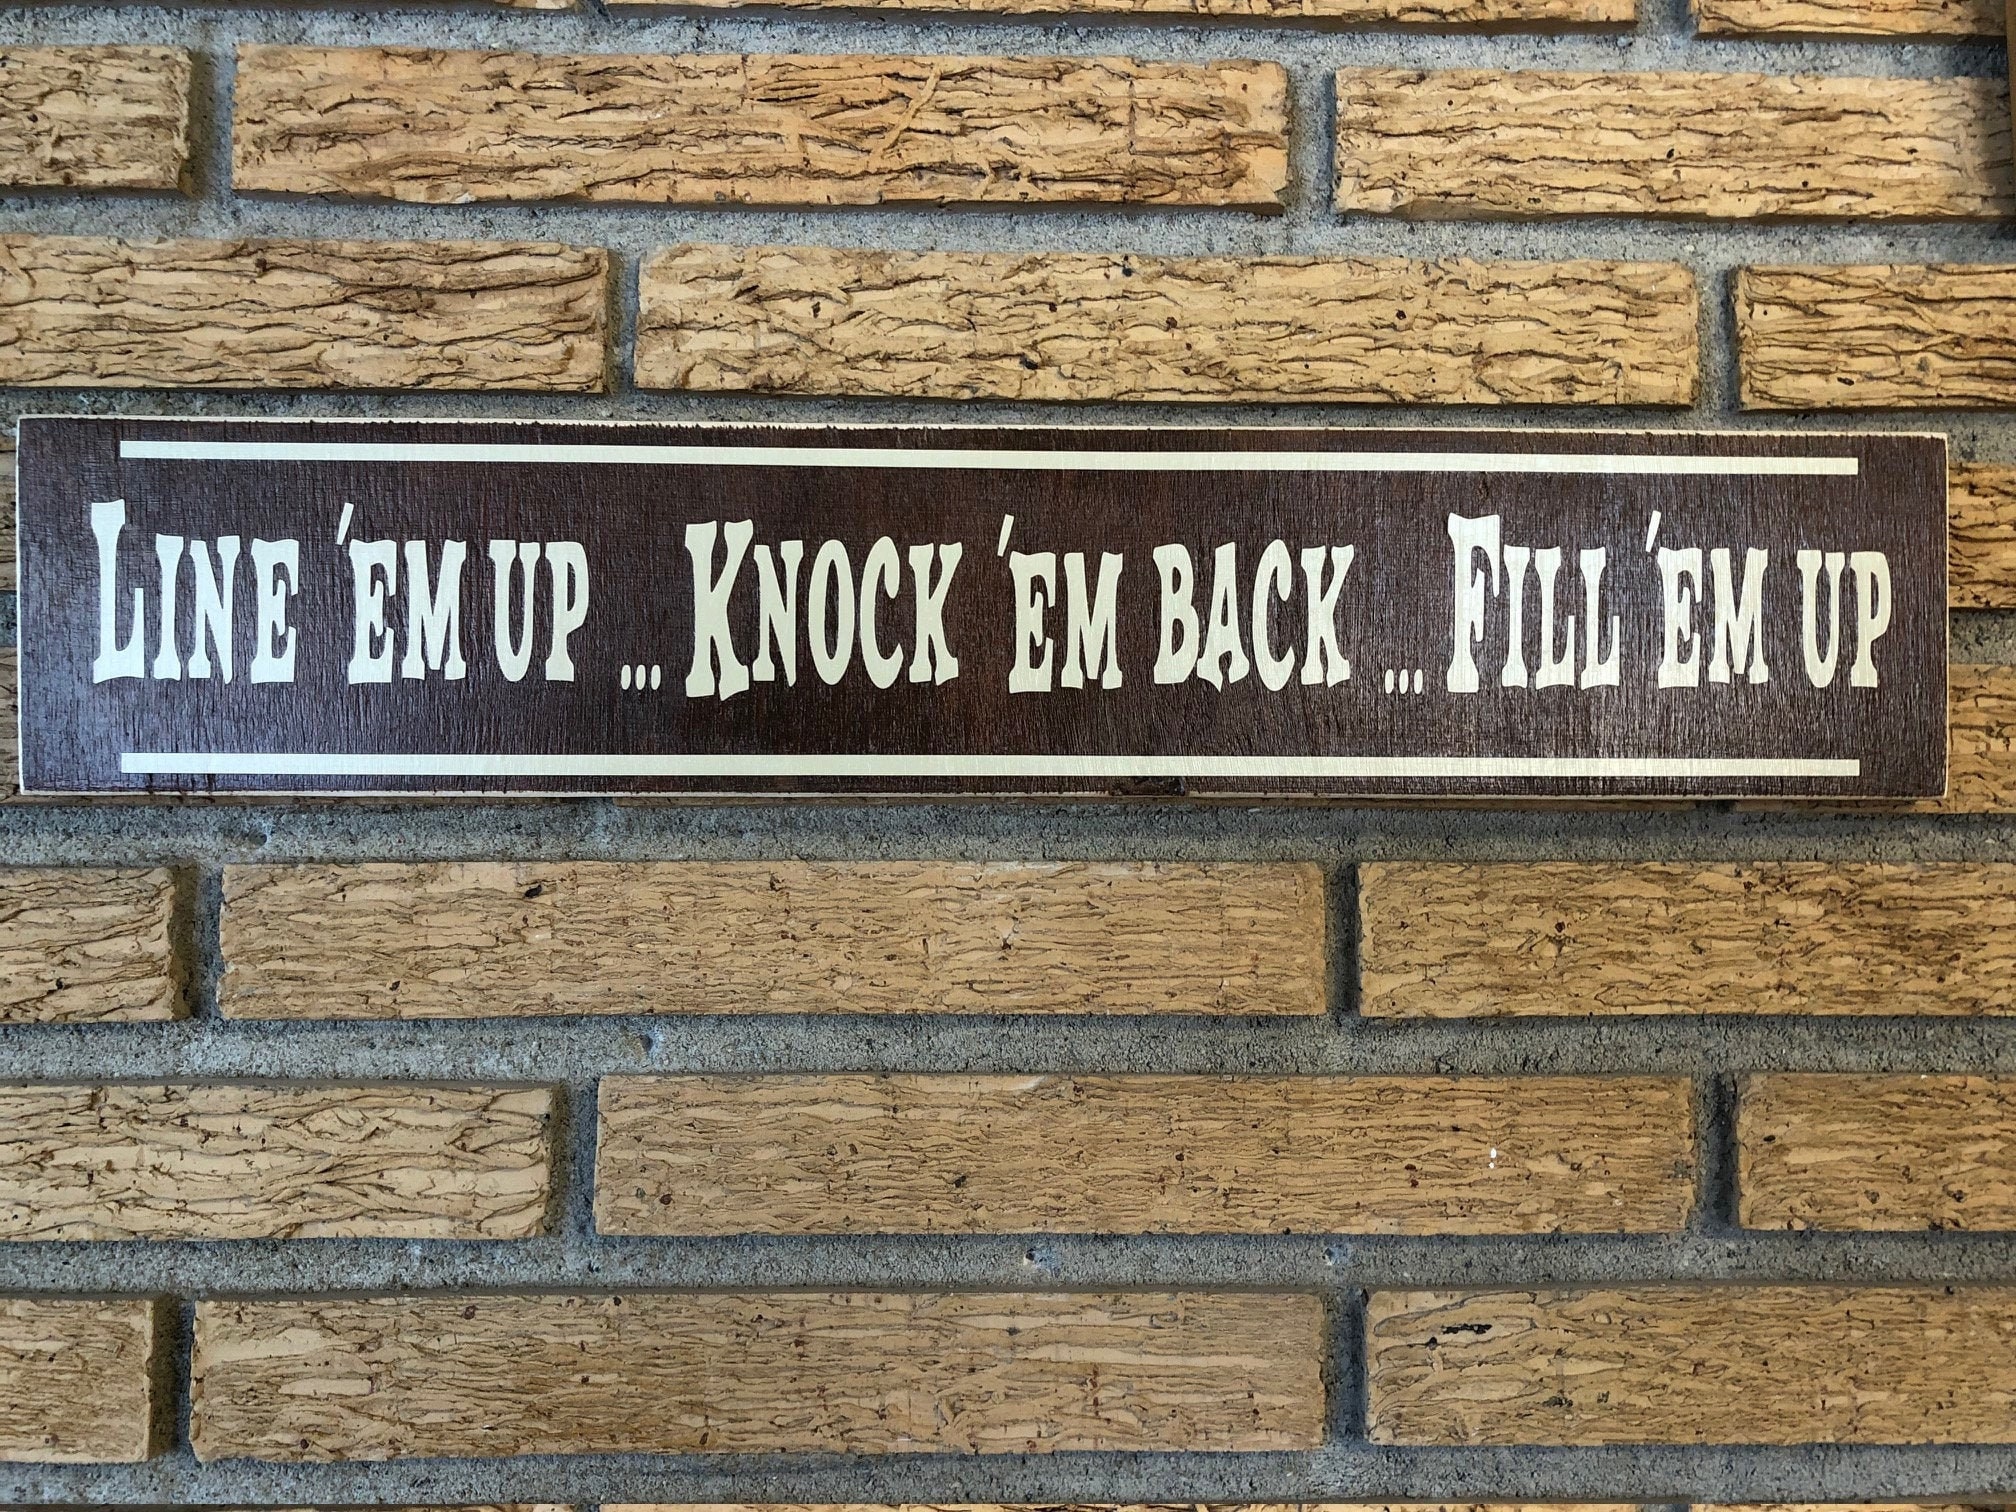 Line 'em up ... Knock 'em back ... Fill 'em up